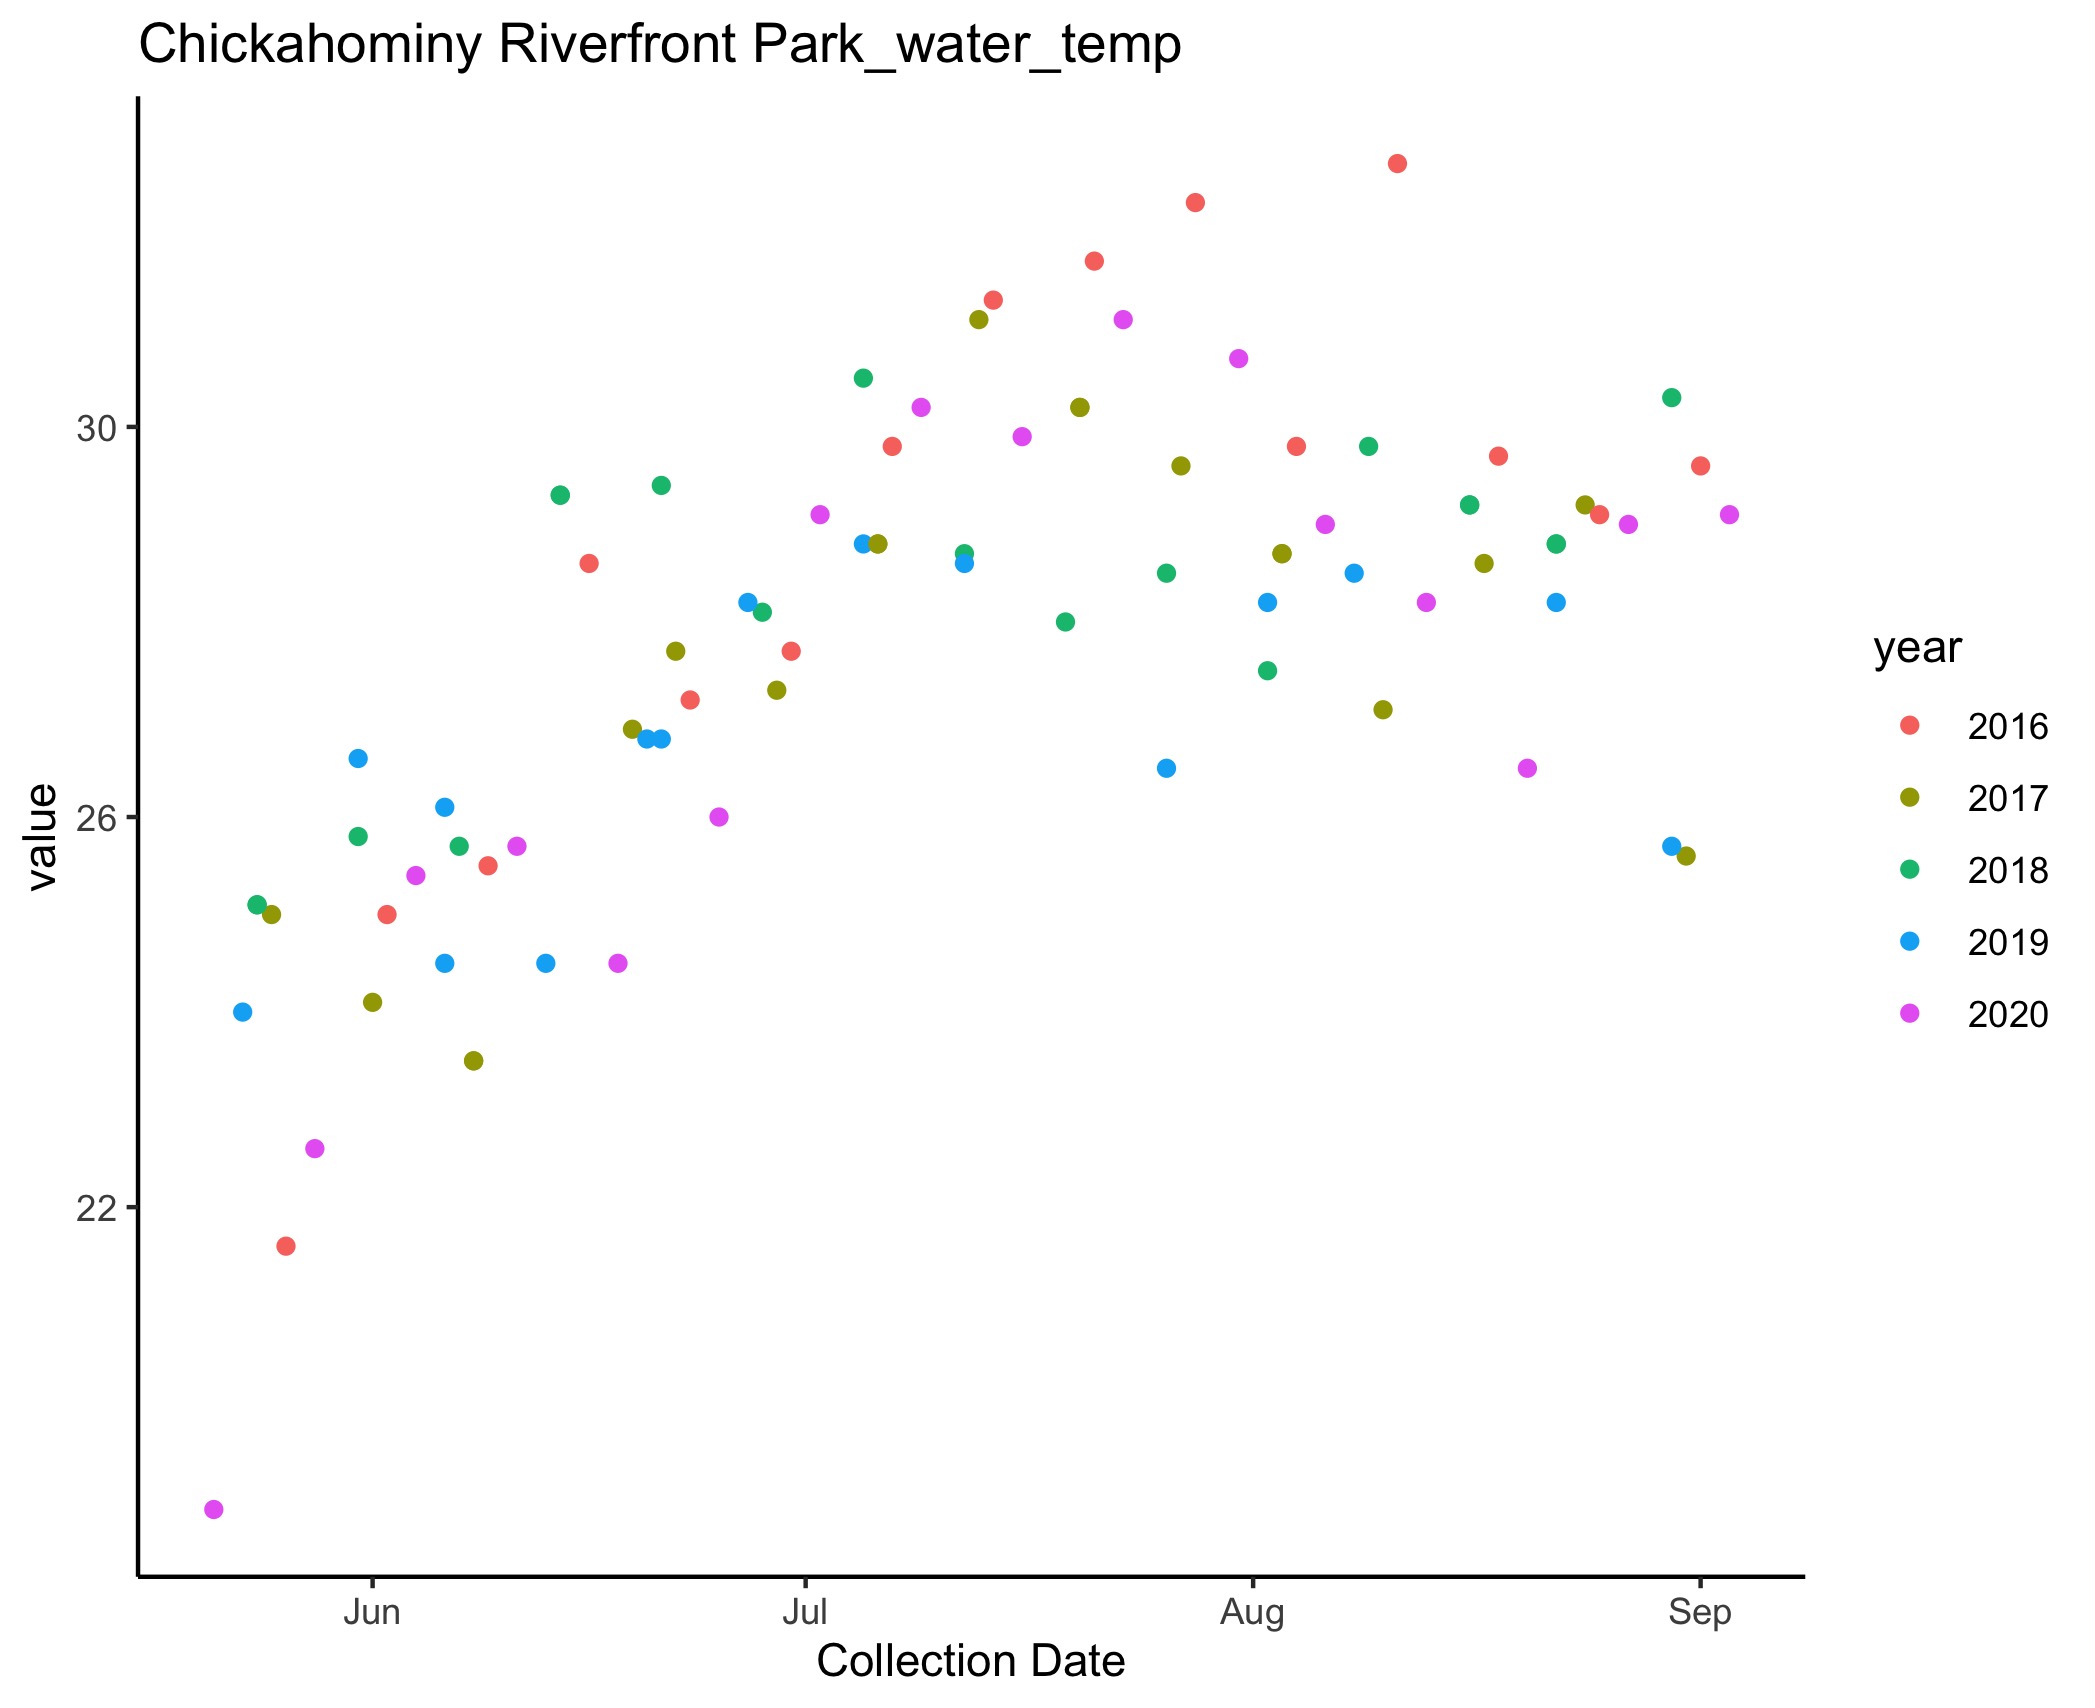 Chickahominy Riverfront Park_water_temp
30
26
22
value
Jun Jul Aug Sep
Collection Date
year
2016
2017
2018
2019
2020